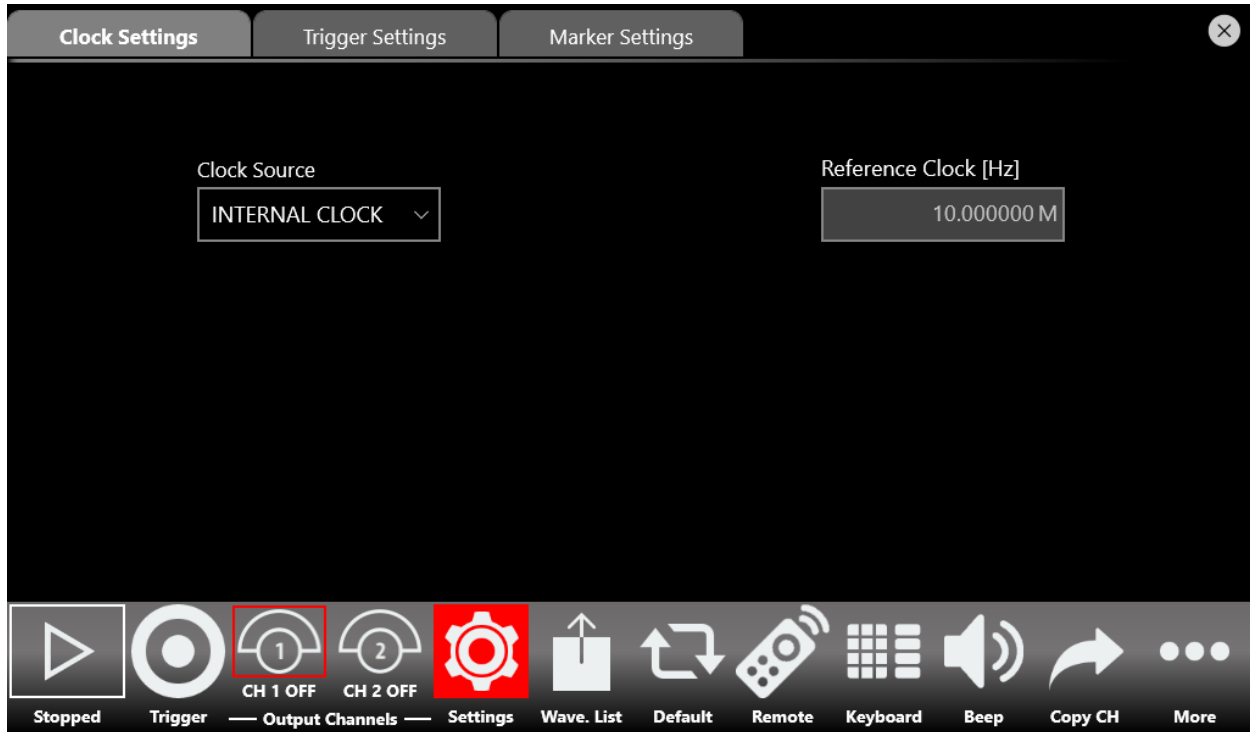 Clock Settings Trigger Settings Marker Settings
Clock Source
INTERNAL CLOCK
Reference Clock [Hz]
10.000000 M
1 2
CH 1 OFF CH 2 OFF
Stopped Trigger Output Channels Settings Wave. List Default Remote Keyboard Beep Copy CH More